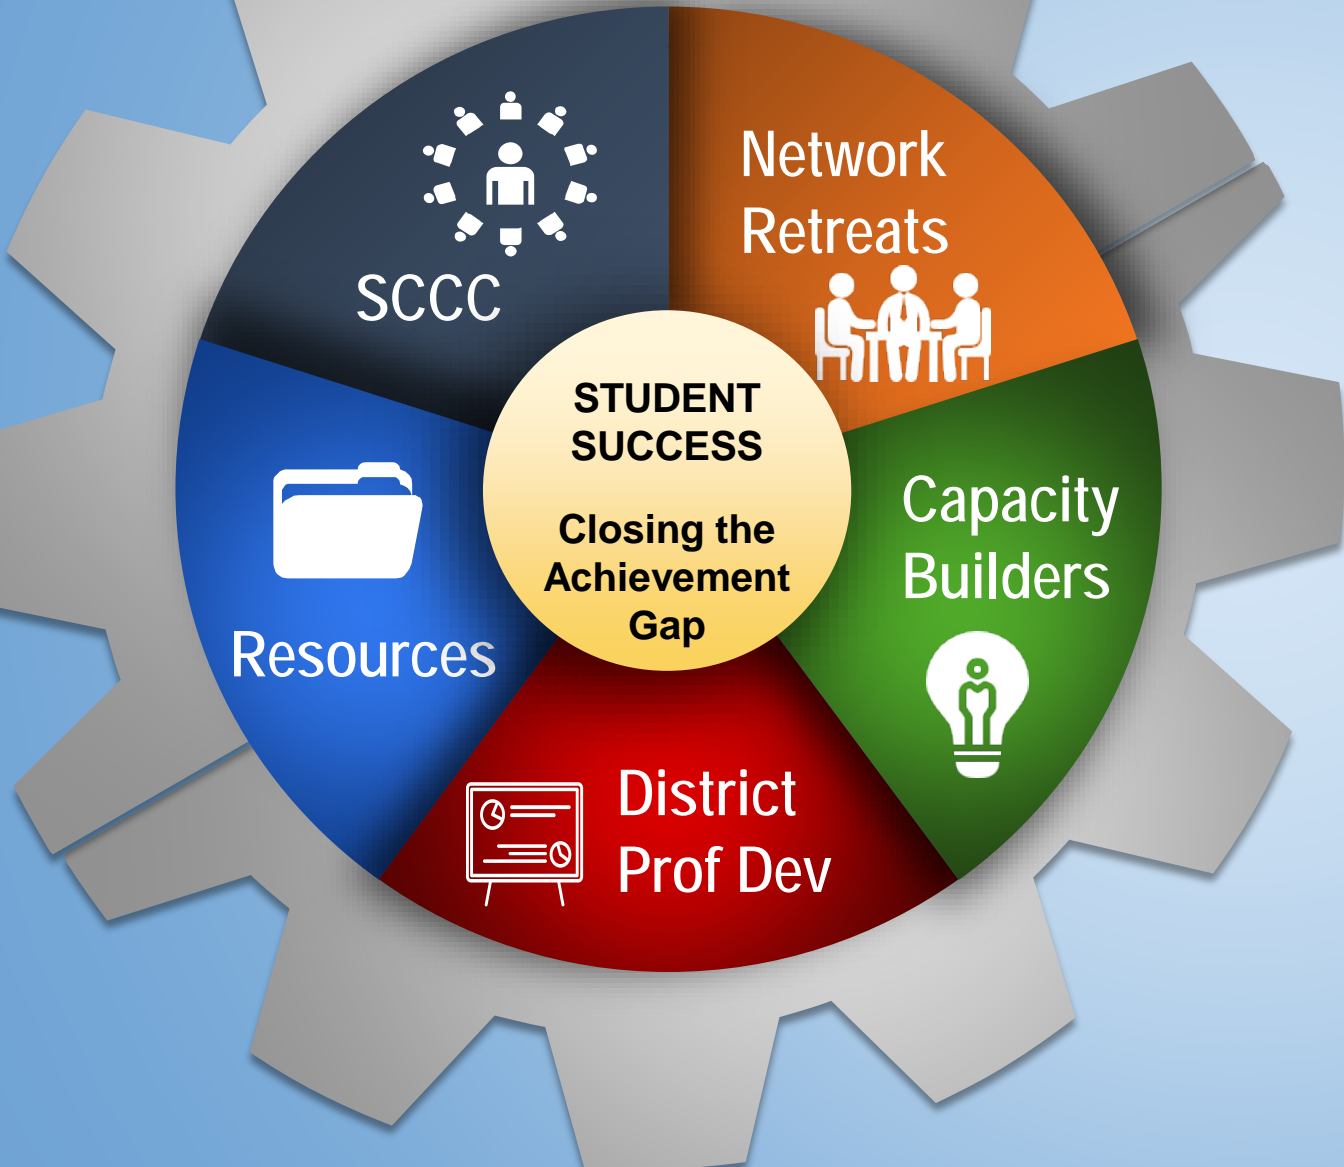 SCCC
Network
Retreats
Capacity
Builders
District
Prof Dev
Resources
STUDENT
SUCCESS
Closing the
Achievement
Gap